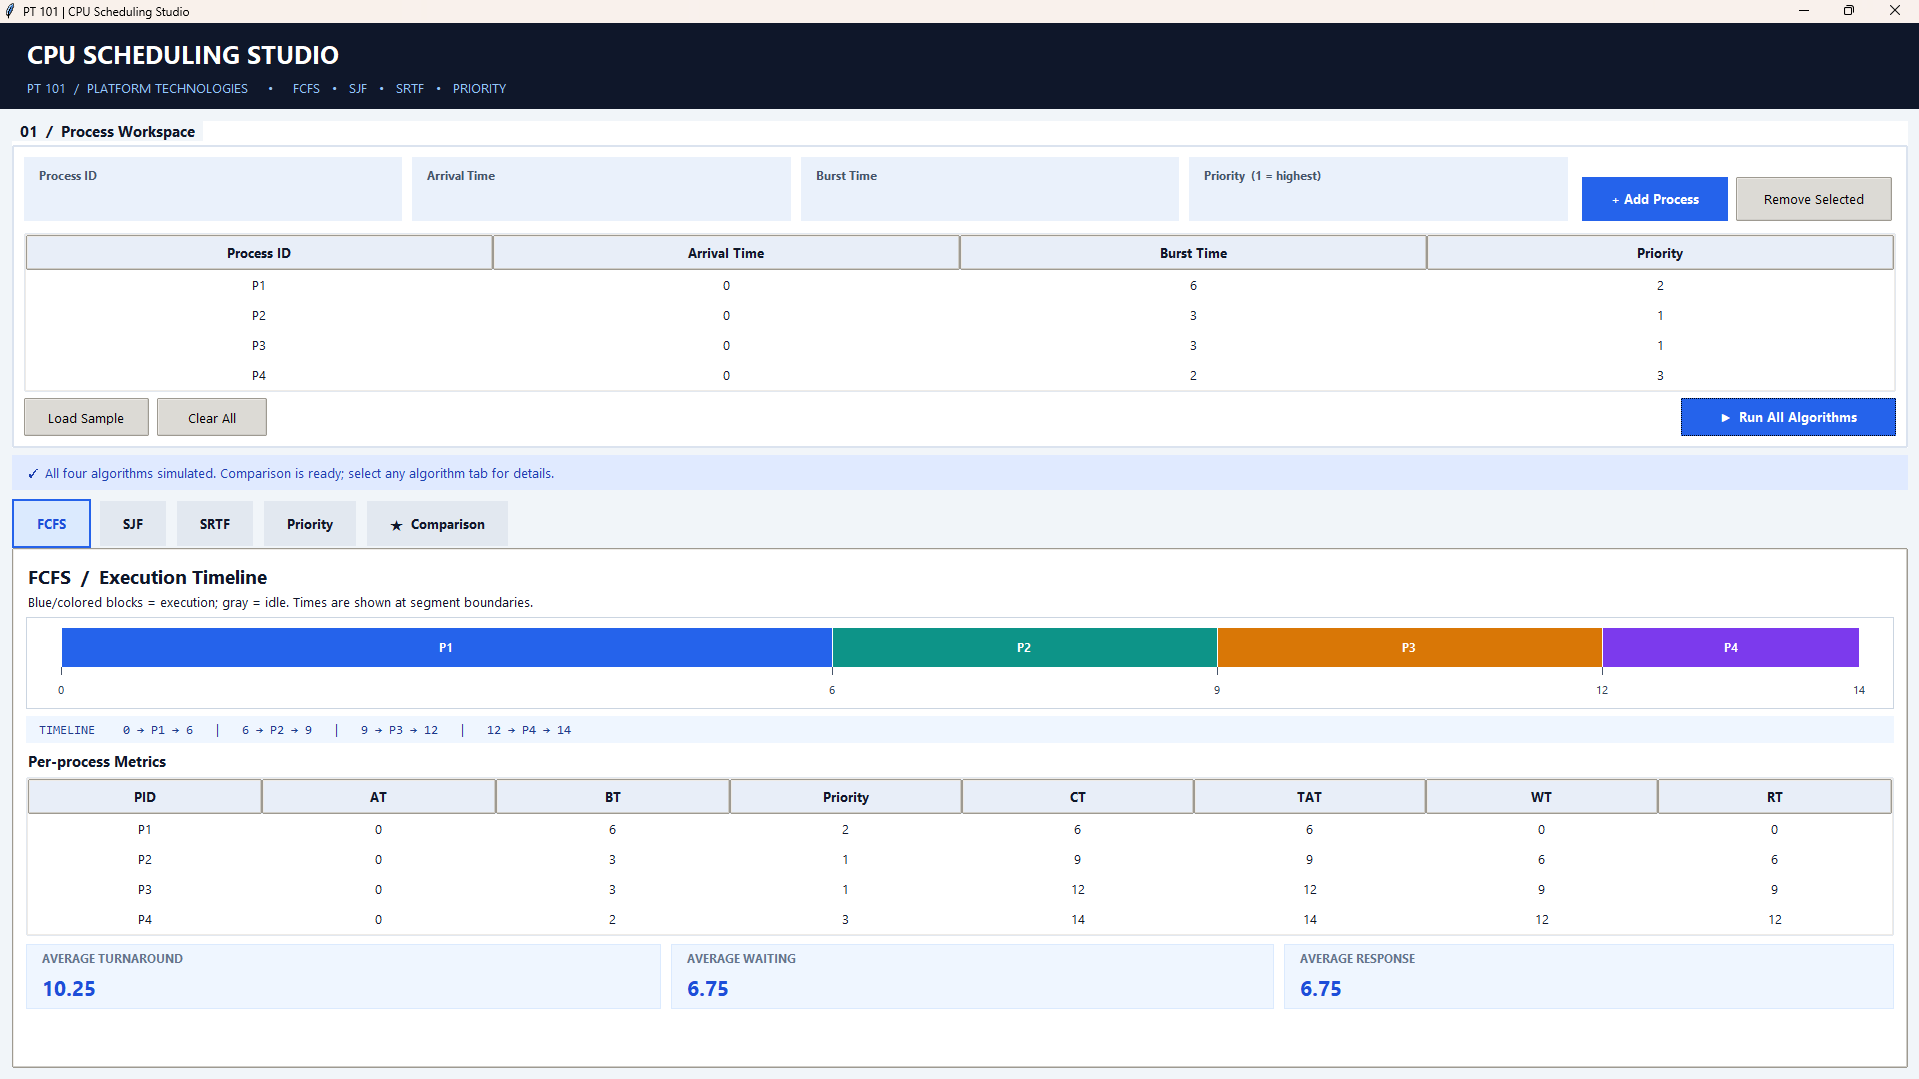 PT 101 | CPU Scheduling Studio
CPU SCHEDULING STUDIO
PT 101 / PLATFORM TECHNOLOGIES • FCFS • SJF • SRTF • PRIORITY
01 / Process Workspace
Process ID Arrival Time Burst Time Priority (1 = highest)
+ Add Process Remove Selected
Process ID Arrival Time Burst Time Priority
P1 0 6 2
P2 0 3 1
P3 0 3 1
P4 0 2 3
Load Sample Clear All ► Run All Algorithms
✓ All four algorithms simulated. Comparison is ready; select any algorithm tab for details.
FCFS SJF SRTF Priority ★ Comparison
FCFS / Execution Timeline
Blue/colored blocks = execution; gray = idle. Times are shown at segment boundaries.
P1 P2 P3 P4
0 6 9 12 14
TIMELINE 0 → P1 → 6 | 6 → P2 → 9 | 9 → P3 → 12 | 12 → P4 → 14
Per-process Metrics
PID AT BT Priority CT TAT WT RT
P1 0 6 2 6 6 0 0
P2 0 3 1 9 9 6 6
P3 0 3 1 12 12 9 9
P4 0 2 3 14 14 12 12
AVERAGE TURNAROUND AVERAGE WAITING AVERAGE RESPONSE
10.25 6.75 6.75